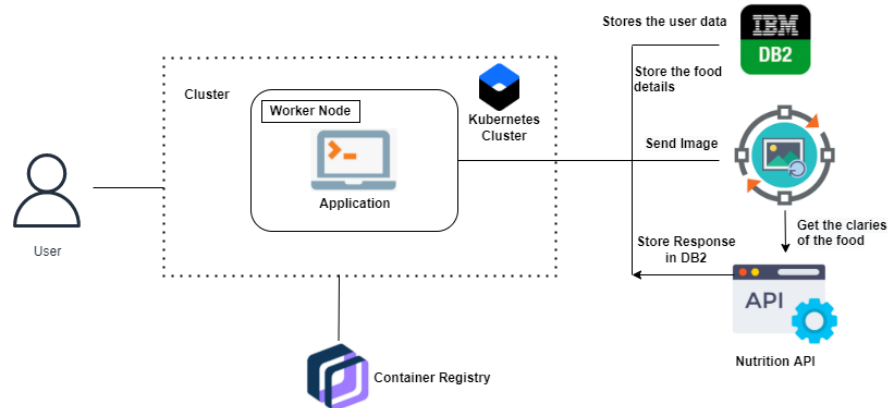 Stores the user data
IBM
DB2
Store the food
details
Cluster
Worker Node
Kubernetes
Cluster
Application
Send Image
User
Get the claries
of the food
Store Response
in DB2
API
Nutrition API
Container Registry